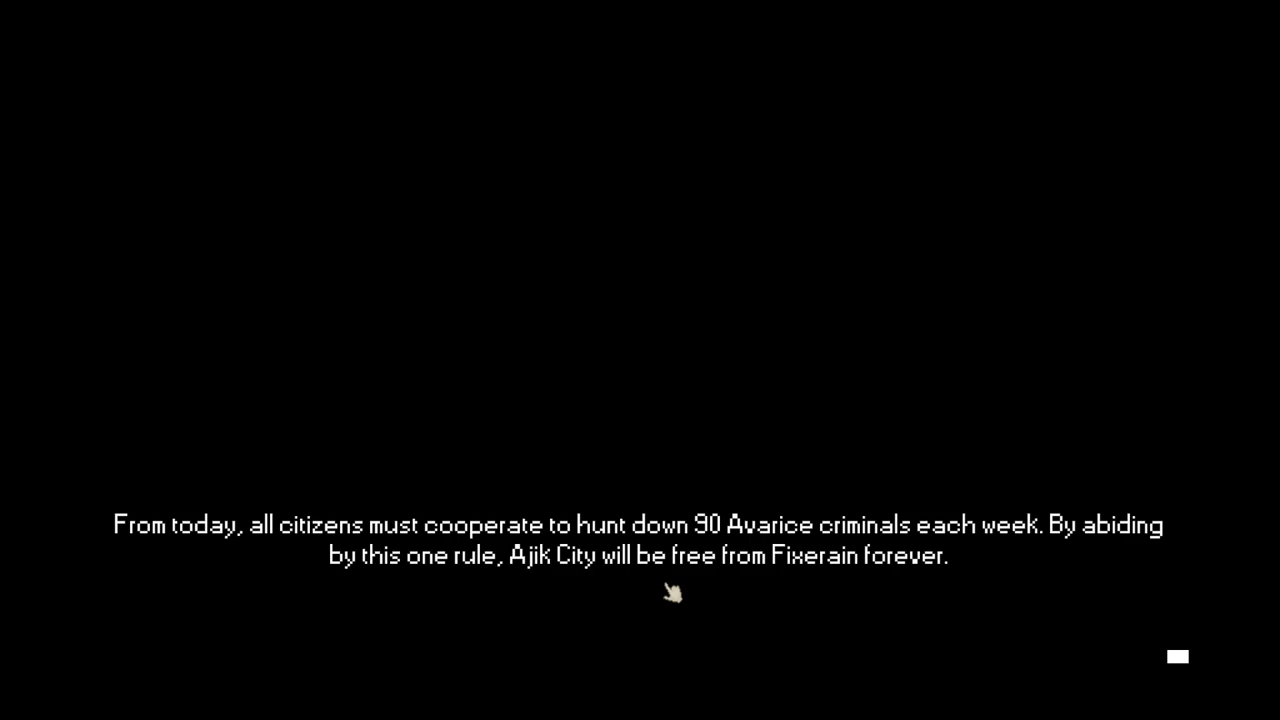 From today, all citizens must cooperate to hunt down 90 Avarice criminals each week. By abiding
by this one rule, Ajik City will be free from Fixerain forever.